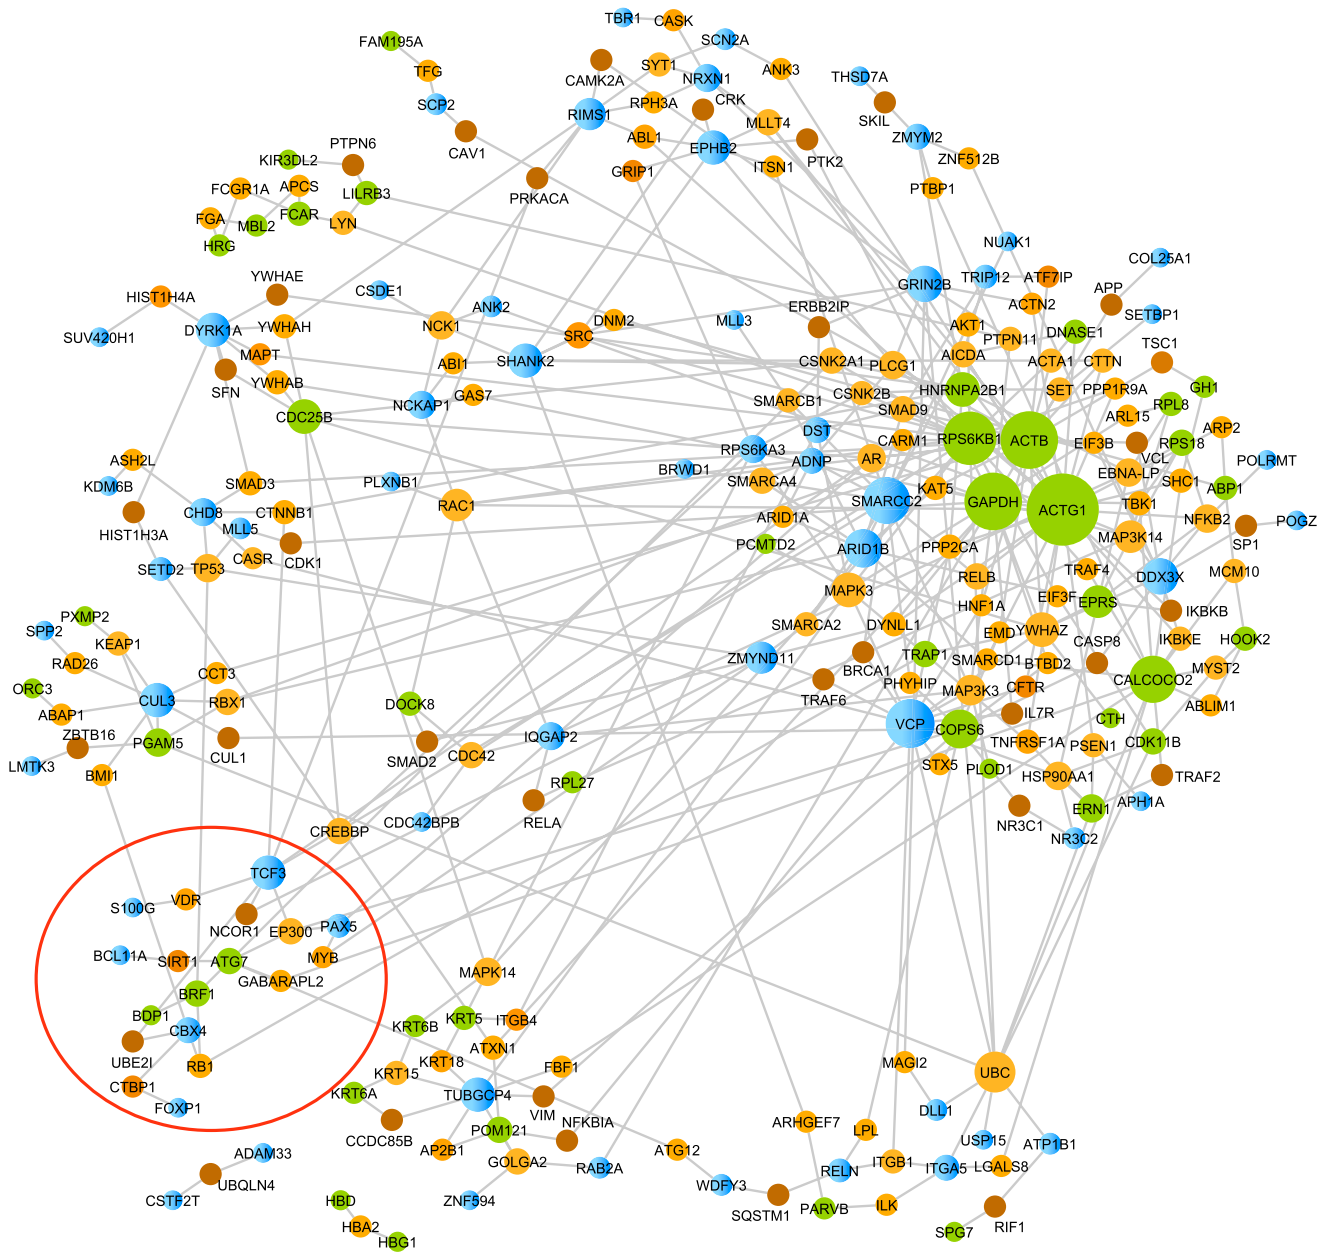 TBR1
CASK
FAM195A
SCN2A
TFG
SYT1
ANK3
THSD7A
CAMK2A
NRXN1
SCP2
RIMS1
RPH3A
CRK
MLLT4
SKIL
ABL1
EPHB2
ZMYM2
CAV1
PTPN6
KIR3DL2
GRIP1
ITSN1
PTK2
ZNF512B
FCGR1A
APCS
LILRB3
PRKACA
PTBP1
FGA
MBL2
FCAR
LYN
HRG
NUAK1
COL25A1
YWHAE
CSDE1
GRIN2B
TRIP12
ATF7IP
APP
HIST1H4A
ANK2
ERBB2IP
ACTN2
SETBP1
SUV420H1
DYRK1A
YWHAH
NCK1
DNM2
SRC
MLL3
AKT1
PTPN11
DNASE1
TSC1
MAPT
ABI1
SHANK2
CSNK2A1
PLCG1
AICDA
ACTA1
CTTN
SFN
YWHAB
GAS7
CSNK2B
HNRNPA2B1
SET
PPP1R9A
GH1
CDC25B
NCKAP1
SMARCB1
SMAD9
ARL15
RPL8
DST
CARM1
RPS6KB1
ACTB
EIF3B
VCL
RPS18
ARP2
RPS6KA3
ADNP
AR
EBNA-LP
POLRMT
ASH2L
KDM6B
SMAD3
PLXNB1
BRWD1
SMARCA4
KAT5
SHC1
ABP1
CHD8
CTNNB1
RAC1
SMARCC2
GAPDH
ACTG1
TBK1
NFKB2
POGZ
HIST1H3A
MLL5
ARID1A
MAP3K14
SP1
CASR
CDK1
PCMTD2
ARID1B
PPP2CA
SETD2
TP53
RELB
TRAF4
DDX3X
MCM10
MAPK3
HNF1A
EIF3F
EPRS
IKBKB
PXMP2
SPP2
KEAP1
SMARCA2
DYNLL1
EMD
YWHAZ
CASP8
IKBKE
HOOK2
RAD26
CCT3
ZMYND11
BRCA1
TRAP1
SMARCD1
BTBD2
MYST2
ORC3
CUL3
RBX1
DOCK8
TRAF6
PHYHIP
MAP3K3
CFTR
CALCOCO2
ABLIM1
ABAP1
ZBTB16
PGAM5
CUL1
IQGAP2
VCP
COPS6
IL7R
CTH
LMTK3
BMI1
SMAD2
CDC42
TNFRSF1A
PSEN1
CDK11B
STX5
PLOD1
HSP90AA1
TRAF2
RPL27
RELA
CDC42BPB
NR3C1
ERN1
APH1A
CREBBP
NR3C2
TCF3
S100G
VDR
NCOR1
EP300
PAX5
BCL11A
SIRT1
ATG7
MYB
GABARAPL2
MAPK14
BRF1
BDP1
CBX4
KRT6B
KRT5
ITGB4
UBE2I
RB1
ATXN1
CTBP1
KRT15
KRT18
FBF1
MAGI2
UBC
FOXP1
KRT6A
TUBGCP4
VIM
DLL1
CCDC85B
POM121
NFKBIA
ARHGEF7
LPL
USP15
ATP1B1
ADAM33
AP2B1
GOLGA2
RAB2A
ATG12
RELN
ITGB1
ITGA5
LGALS8
UBQLN4
CSTF2T
ZNF594
WDFY3
SQSTM1
PARVB
ILK
HBD
HBA2
HBG1
SPG7
RIF1